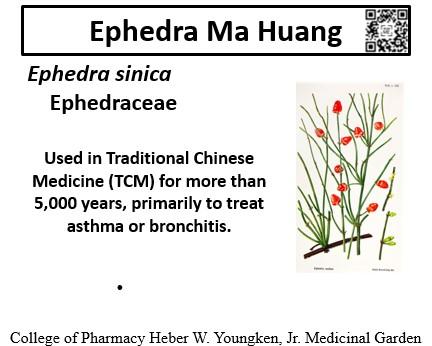 Ephedra Ma Huang
Ephedra sinica
Ephedraceae
Used in Traditional Chinese
Medicine (TCM) for more than
5,000 years, primarily to treat
asthma or bronchitis.
•
College of Pharmacy Heber W. Youngken, Jr. Medicinal Garden